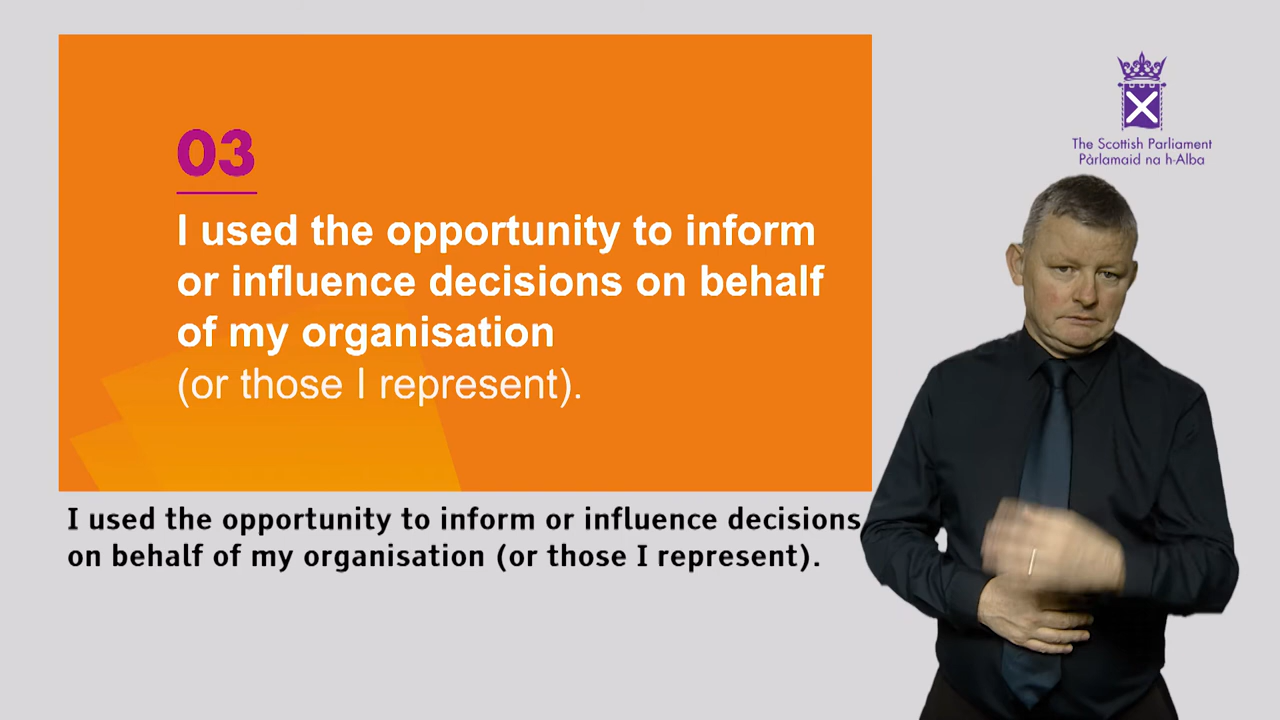 03
I used the opportunity to inform
or influence decisions on behalf
of my organisation
(or those I represent).
I used the opportunity to inform or influence decisions
on behalf of my organisation (or those I represent).
The Scottish Parliament
Pàrlamaid na h-Alba